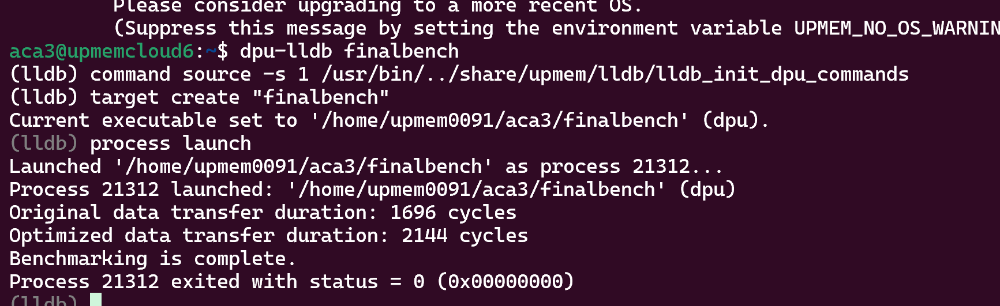 Please consider upgrading to a more recent OS.
(Suppress this message by setting the environment variable UPMEM_NO_OS_WARNIN
aca3@upmemcloud6:~$ dpu-lldb finalbench
(lldb) command source -s 1 /usr/bin/../share/upmem/lldb/lldb_init_dpu_commands
(lldb) target create "finalbench"
Current executable set to '/home/upmem0091/aca3/finalbench' (dpu).
(lldb) process launch
Launched '/home/upmem0091/aca3/finalbench' as process 21312...
Process 21312 launched: '/home/upmem0091/aca3/finalbench' (dpu)
Original data transfer duration: 1696 cycles
Optimized data transfer duration: 2144 cycles
Benchmarking is complete.
Process 21312 exited with status = 0 (0x00000000)
(lldb)